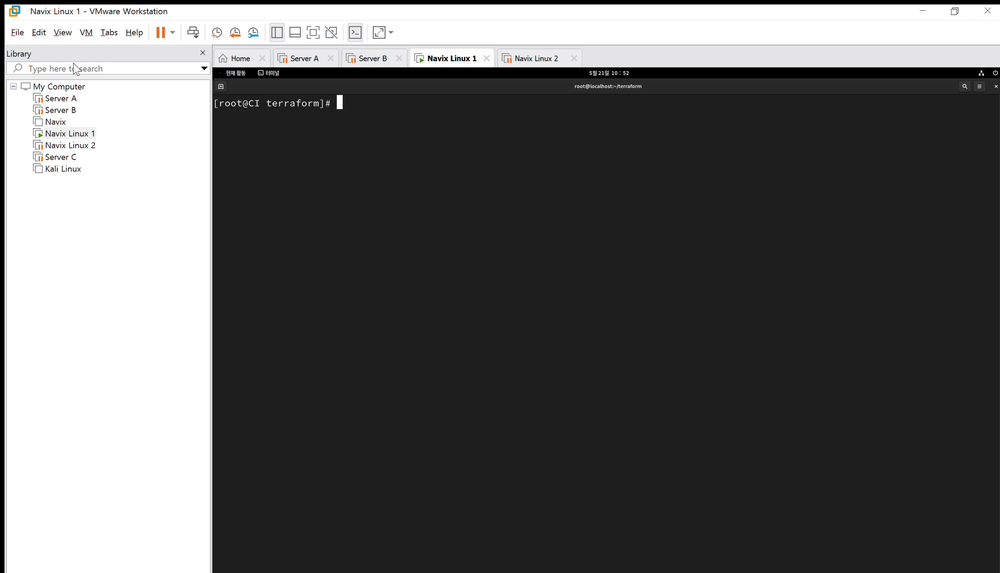 Navix Linux 1 - VMware Workstation
File Edit View VM Tabs Help
Library
Type here to search
Home
Server A
Server B
Navix Linux 1
Navix Linux 2
현재 활동 터미널 5월 21일 10 : 52
root@localhost:~/terraform
[root@CI terraform]#
My Computer
Server A
Server B
Navix
Navix Linux 1
Navix Linux 2
Server C
Kali Linux